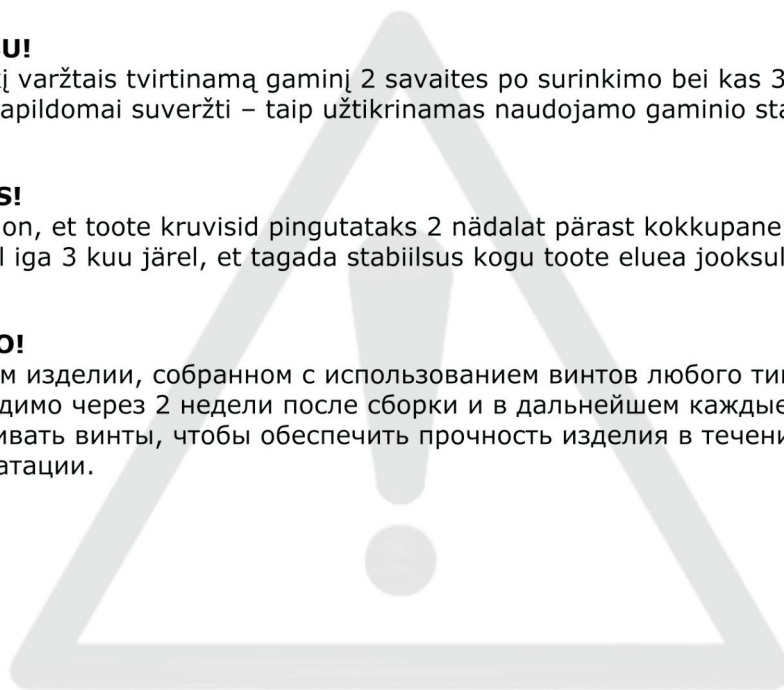 U!
į varžtais tvirtinamą gaminį 2 savaites po surinkimo bei kas 3
apildomai suveržti – taip užtikrinamas naudojamo gaminio sta
S!
on, et toote kruvisid pingutataks 2 nädalat pärast kokkupane
l iga 3 kuu järel, et tagada stabiilsus kogu toote eluea jooksul
O!
м изделии, собранном с использованием винтов любого ти
димо через 2 недели после сборки и в дальнейшем каждые
ивать винты, чтобы обеспечить прочность изделия в течени
атации.